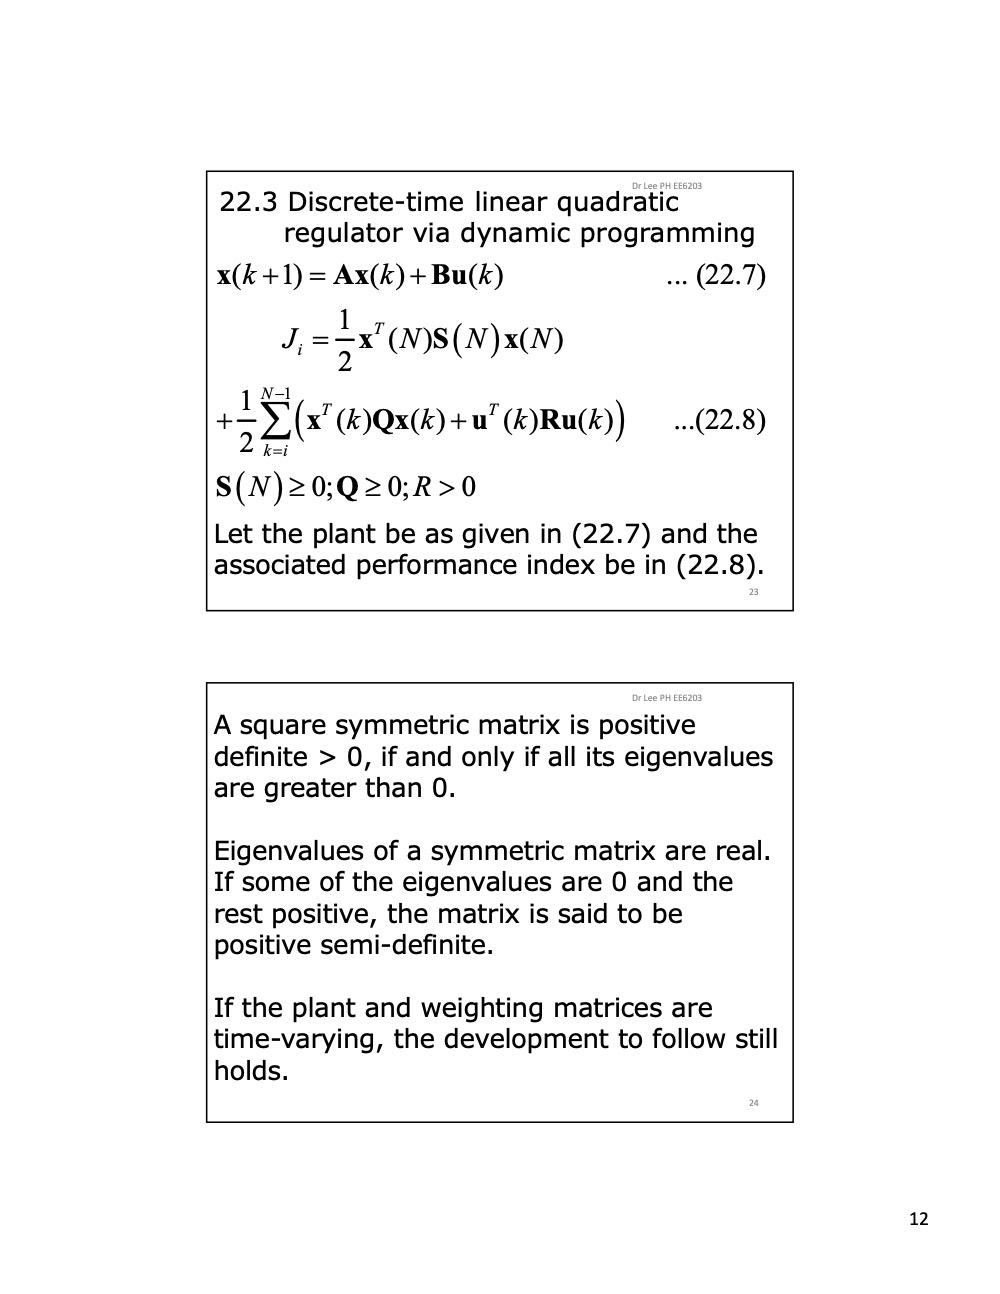 Dr Lee PH EE6203
22.3 Discrete-time linear quadratic
regulator via dynamic programming
x(k+1) = Ax(k) + Bu(k) ... (22.7)
J_i = 1/2 x^T(N)S(N)x(N)
+ 1/2 ∑_{k=i}^{N−1} (x^T(k)Qx(k) + u^T(k)Ru(k)) ...(22.8)
S(N) ≥ 0; Q ≥ 0; R > 0
Let the plant be as given in (22.7) and the
associated performance index be in (22.8).
23
Dr Lee PH EE6203
A square symmetric matrix is positive
definite > 0, if and only if all its eigenvalues
are greater than 0.
Eigenvalues of a symmetric matrix are real.
If some of the eigenvalues are 0 and the
rest positive, the matrix is said to be
positive semi-definite.
If the plant and weighting matrices are
time-varying, the development to follow still
holds.
24
12